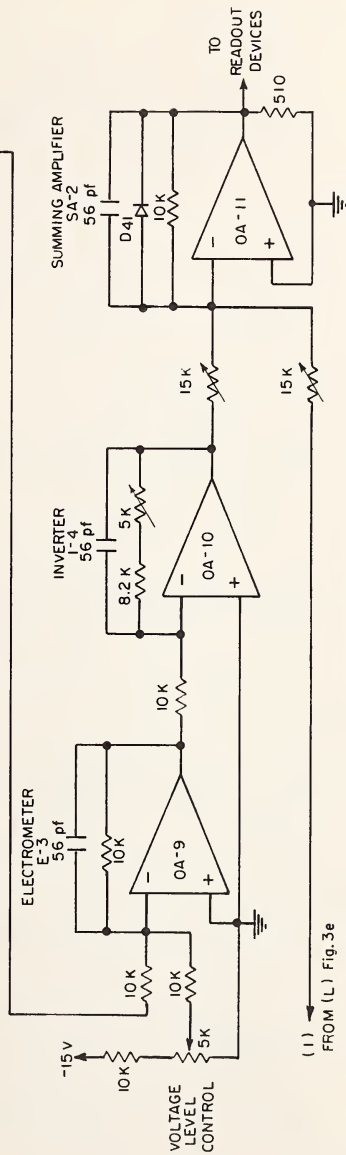 ELECTROMETER
E-3
56 pf
10K
10K
10K
-15V
10K
5K
VOLTAGE
LEVEL
CONTROL
-
+
OA-9
INVERTER
I-4
56 pf
8.2K
5K
10K
-
+
OA-10
15K
SUMMING AMPLIFIER
SA-2
56 pf
D41
10K
-
+
OA-11
TO
READOUT
DEVICES
510
15K
(1)
FROM (L) Fig. 3e